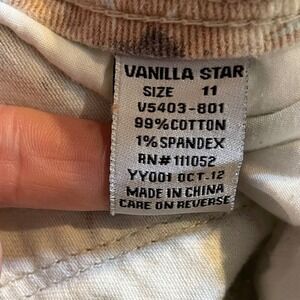 VANILLA STAR
SIZE 11
V5403-801
99%COTTON
1%SPANDEX
RN#111052
YY001 OCT.12
MADE IN CHINA
CARE ON REVERSE